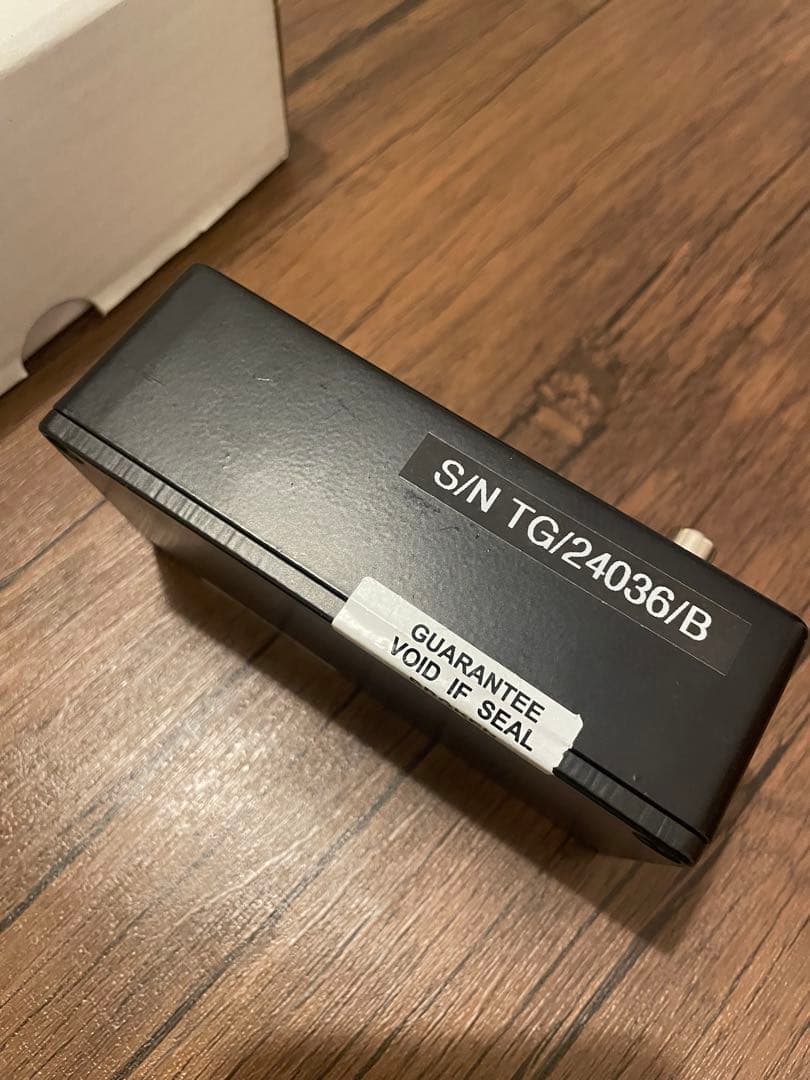 S/N TG/24036/B
GUARANTEE
VOID IF SEAL